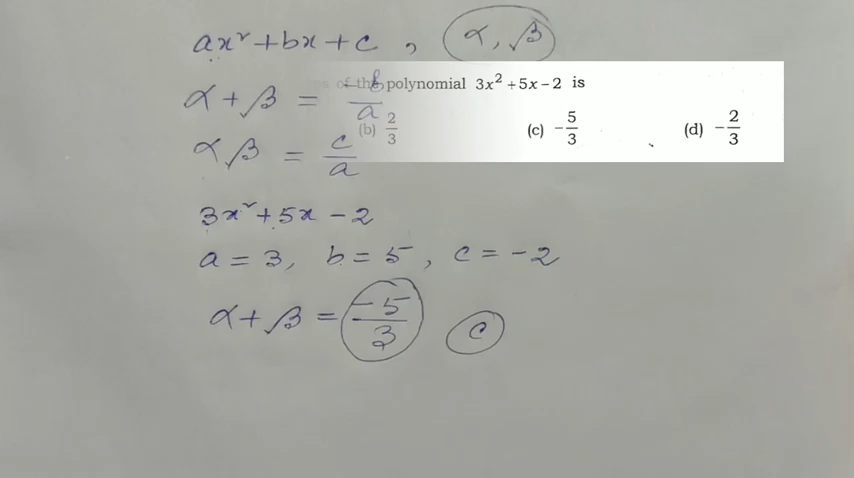 ax² + bx + c , α, β
of the polynomial 3x² + 5x − 2 is
α + β = −b/a
(b) 2/3 (c) −5/3 (d) −2/3
αβ = c/a
3x² + 5x − 2
a = 3, b = 5, c = −2
α + β = −5/3 c